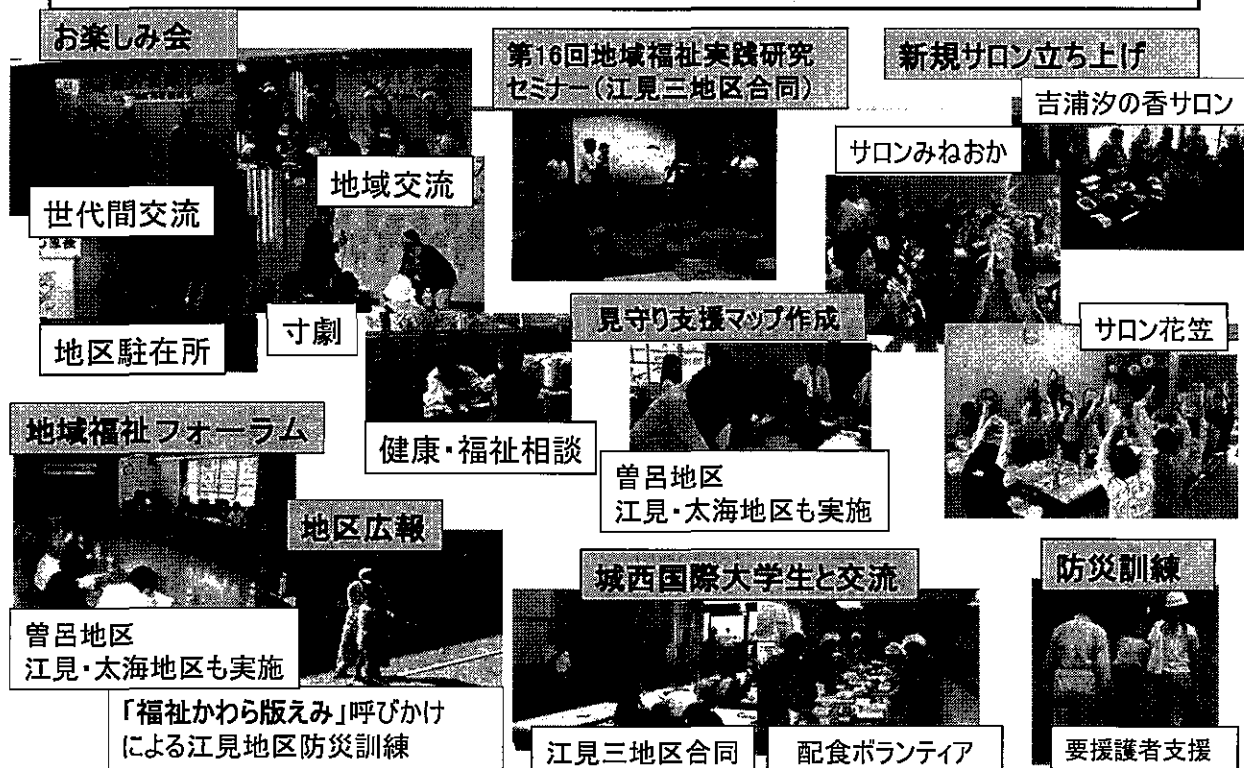 お楽しみ会
世代間交流
地域交流
地区駐在所
寸劇
健康・福祉相談
第16回地域福祉実践研究
セミナー(江見三地区合同)
新規サロン立ち上げ
吉浦汐の香サロン
サロンみねおか
サロン花笠
見守り支援マップ作成
曽呂地区
江見・太海地区も実施
地域福祉フォーラム
曽呂地区
江見・太海地区も実施
地区広報
「福祉かわら版えみ」呼びかけ
による江見地区防災訓練
城西国際大学生と交流
江見三地区合同
配食ボランティア
防災訓練
要援護者支援